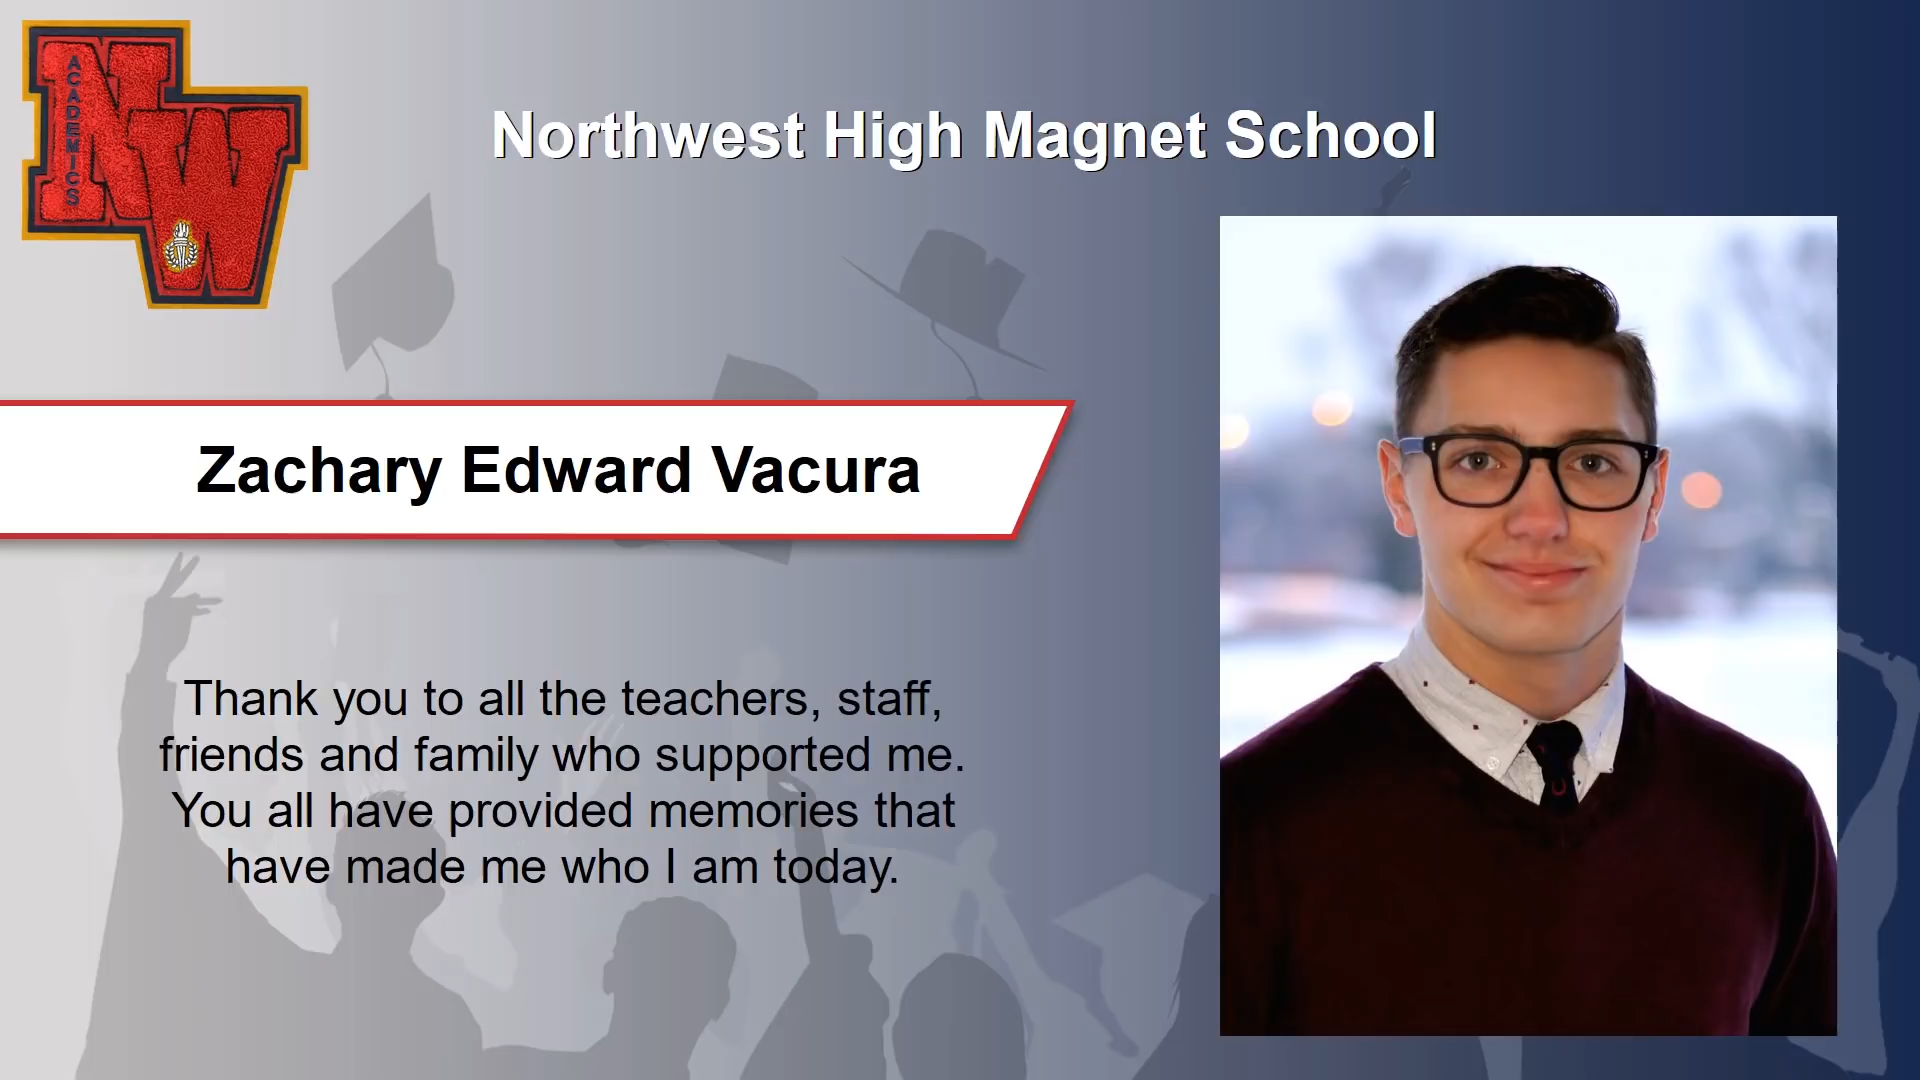 ACADEMICS
NW
Northwest High Magnet School
Zachary Edward Vacura
Thank you to all the teachers, staff,
friends and family who supported me.
You all have provided memories that
have made me who I am today.